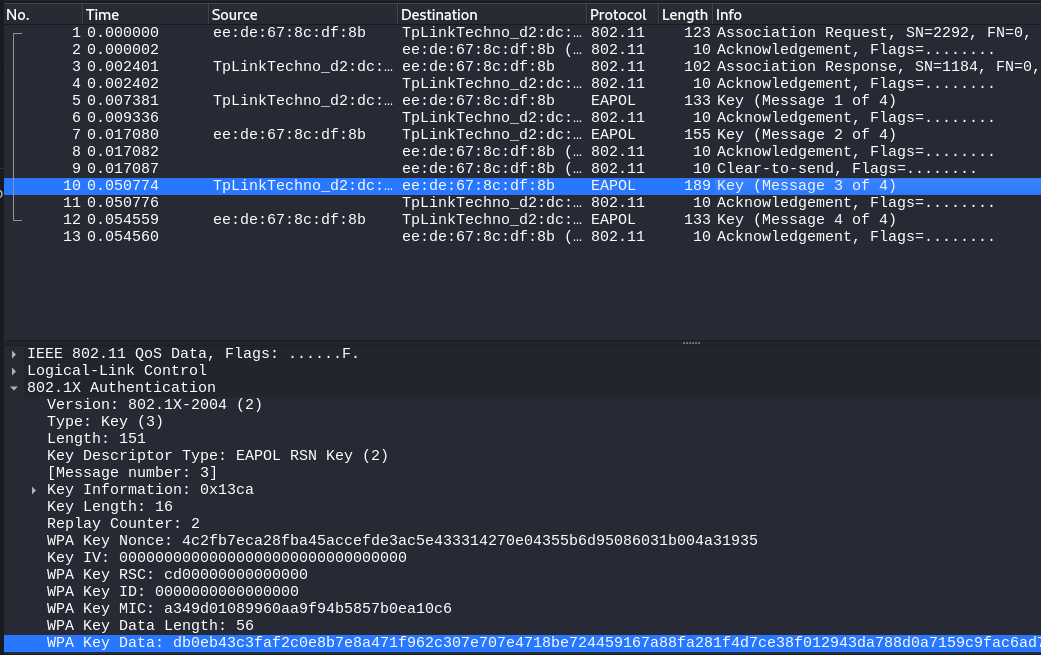 No. Time Source Destination Protocol Length Info
1 0.000000 ee:de:67:8c:df:8b TpLinkTechno_d2:dc:… 802.11 123 Association Request, SN=2292, FN=0,
2 0.000002 ee:de:67:8c:df:8b (… 802.11 10 Acknowledgement, Flags=........
3 0.002401 TpLinkTechno_d2:dc:… ee:de:67:8c:df:8b 802.11 102 Association Response, SN=1184, FN=0,
4 0.002402 TpLinkTechno_d2:dc:… 802.11 10 Acknowledgement, Flags=........
5 0.007381 TpLinkTechno_d2:dc:… ee:de:67:8c:df:8b EAPOL 133 Key (Message 1 of 4)
6 0.009336 TpLinkTechno_d2:dc:… 802.11 10 Acknowledgement, Flags=........
7 0.017080 ee:de:67:8c:df:8b TpLinkTechno_d2:dc:… EAPOL 155 Key (Message 2 of 4)
8 0.017082 ee:de:67:8c:df:8b (… 802.11 10 Acknowledgement, Flags=........
9 0.017087 ee:de:67:8c:df:8b (… 802.11 10 Clear-to-send, Flags=........
10 0.050774 TpLinkTechno_d2:dc:… ee:de:67:8c:df:8b EAPOL 189 Key (Message 3 of 4)
11 0.050776 TpLinkTechno_d2:dc:… 802.11 10 Acknowledgement, Flags=........
12 0.054559 ee:de:67:8c:df:8b TpLinkTechno_d2:dc:… EAPOL 133 Key (Message 4 of 4)
13 0.054560 ee:de:67:8c:df:8b (… 802.11 10 Acknowledgement, Flags=........
IEEE 802.11 QoS Data, Flags: ......F.
Logical-Link Control
802.1X Authentication
Version: 802.1X-2004 (2)
Type: Key (3)
Length: 151
Key Descriptor Type: EAPOL RSN Key (2)
[Message number: 3]
Key Information: 0x13ca
Key Length: 16
Replay Counter: 2
WPA Key Nonce: 4c2fb7eca28fba45accefde3ac5e433314270e04355b6d95086031b004a31935
Key IV: 00000000000000000000000000000000
WPA Key RSC: cd00000000000000
WPA Key ID: 0000000000000000
WPA Key MIC: a349d01089960aa9f94b5857b0ea10c6
WPA Key Data Length: 56
WPA Key Data: db0eb43c3faf2c0e8b7e8a471f962c307e707e4718be724459167a88fa281f4d7ce38f012943da788d0a7159c9fac6ad7